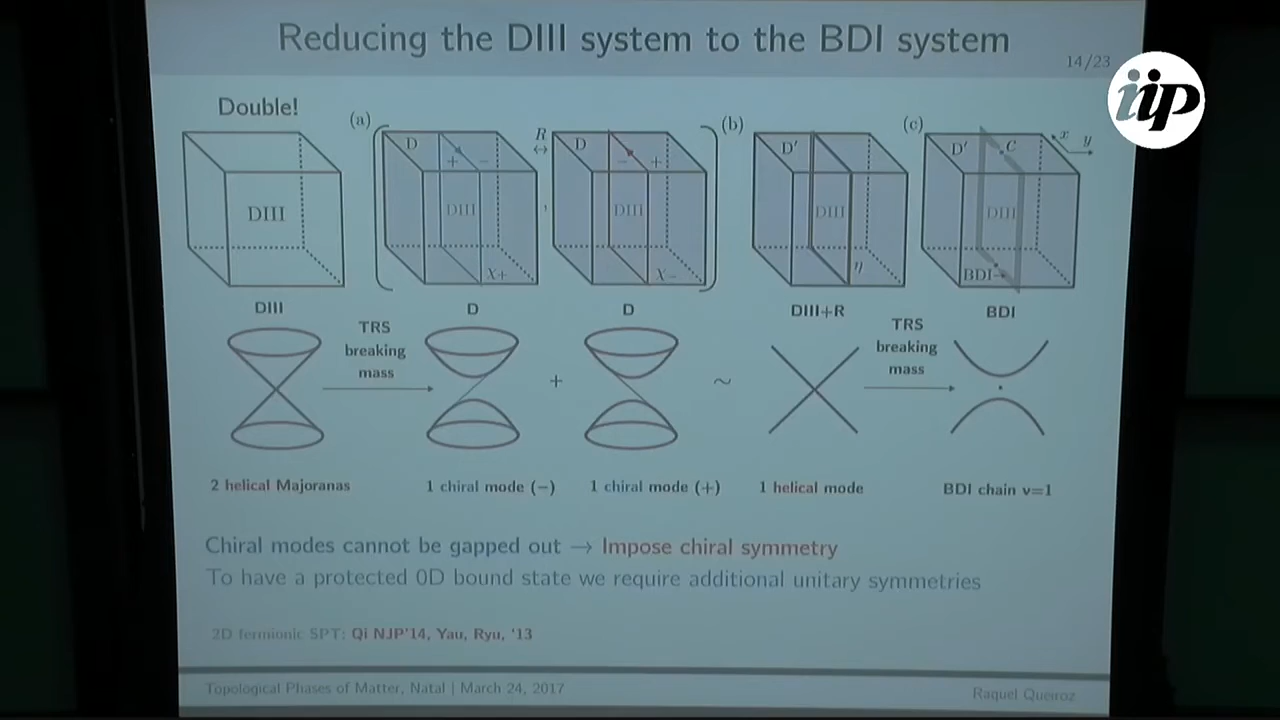 Reducing the DIII system to the BDI system
14/23
iip
Double!
(a)
(b)
(c)
D
+
−
R
↔
D
−
+
D′
D′
C
x
y
DIII
DIII
,
DIII
DIII
DIII
X+
X−
η
BDI
DIII
D
D
DIII+R
BDI
TRS
breaking
mass
+
~
TRS
breaking
mass
2 helical Majoranas
1 chiral mode (−)
1 chiral mode (+)
1 helical mode
BDI chain ν=1
Chiral modes cannot be gapped out → Impose chiral symmetry
To have a protected 0D bound state we require additional unitary symmetries
2D fermionic SPT: Qi NJP'14, Yau, Ryu, '13
Topological Phases of Matter, Natal | March 24, 2017
Raquel Queiroz